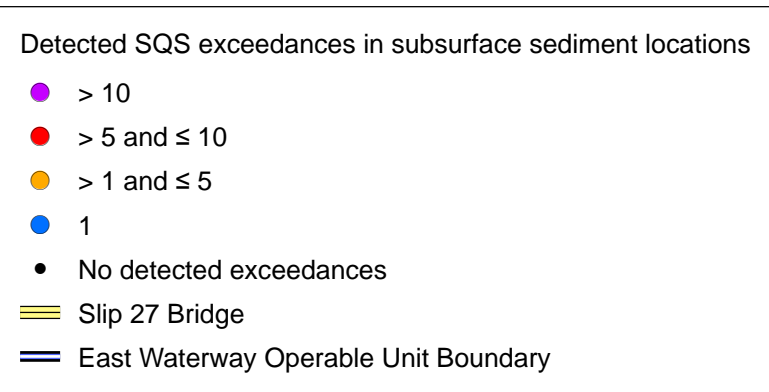 Detected SQS exceedances in subsurface sediment locations
> 10
> 5 and ≤ 10
> 1 and ≤ 5
1
No detected exceedances
Slip 27 Bridge
East Waterway Operable Unit Boundary